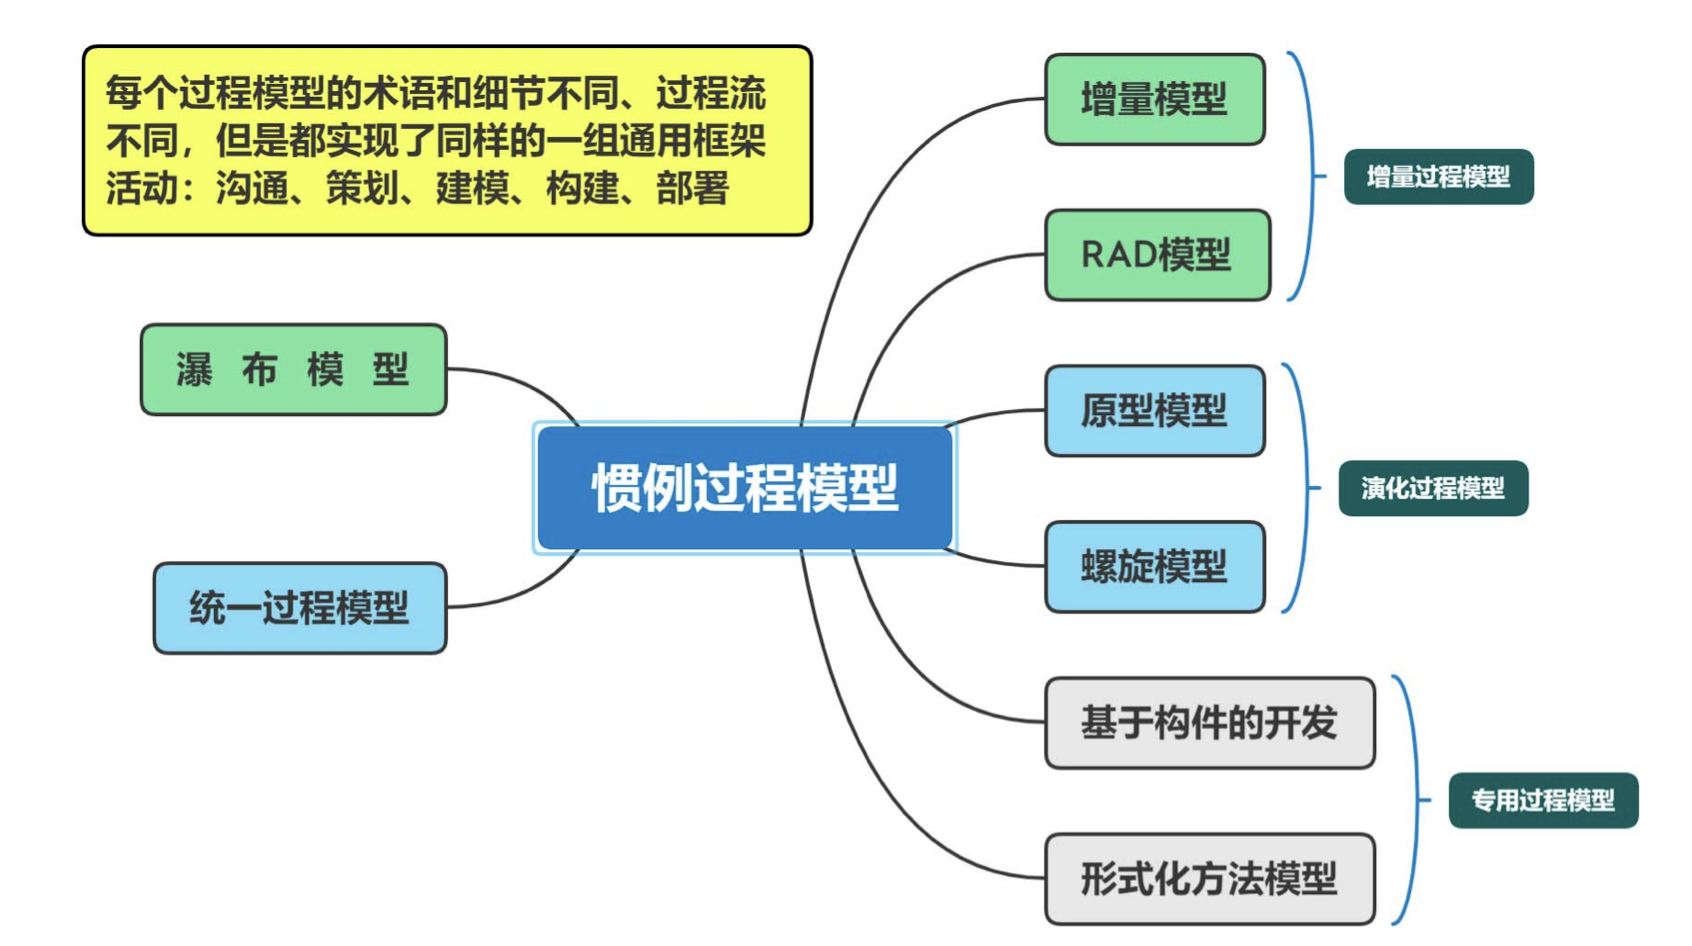 每个过程模型的术语和细节不同、过程流
不同，但是都实现了同样的一组通用框架
活动：沟通、策划、建模、构建、部署
增量模型
增量过程模型
RAD模型
瀑 布 模 型
原型模型
惯例过程模型
演化过程模型
螺旋模型
统一过程模型
基于构件的开发
专用过程模型
形式化方法模型